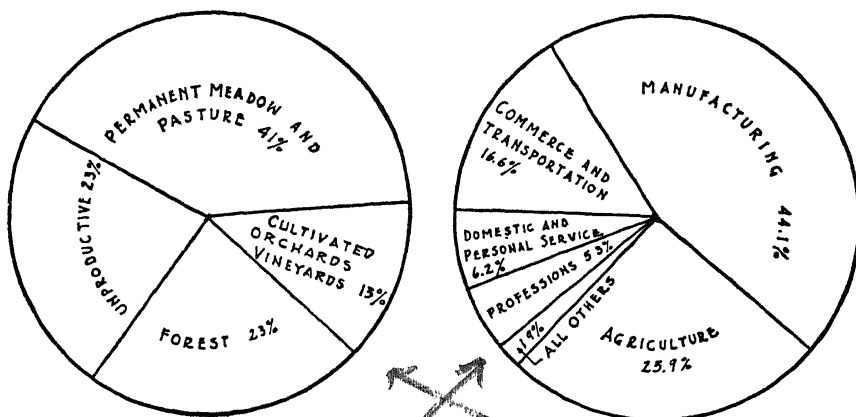 PERMANENT MEADOW AND
PASTURE 41%
UNPRODUCTIVE 23%
CULTIVATED
ORCHARDS
VINEYARDS 13%
FOREST 23%
MANUFACTURING 44.1%
COMMERCE AND
TRANSPORTATION
16.6%
DOMESTIC AND
PERSONAL SERVICE
6.2%
PROFESSIONS 5.3%
1.9%
ALL OTHERS
AGRICULTURE
25.9%